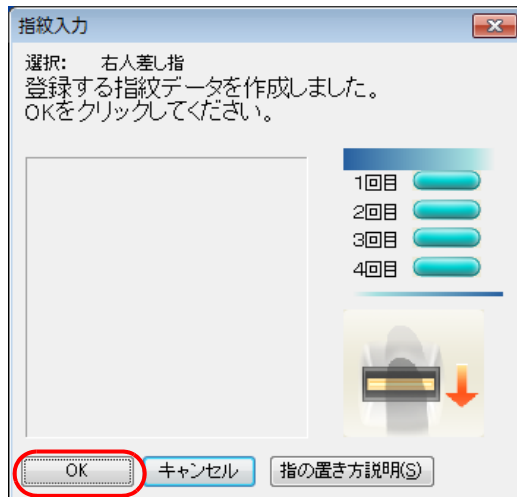 指紋入力
選択: 右人差し指
登録する指紋データを作成しました。
OKをクリックしてください。
1回目
2回目
3回目
4回目
OK
キャンセル
指の置き方説明(S)